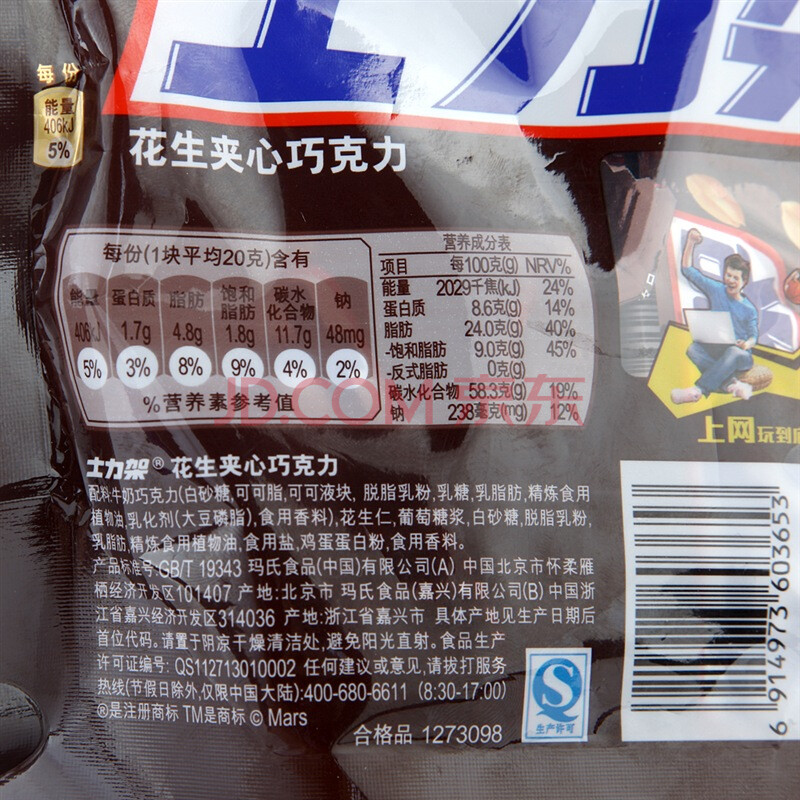 士力架
每份
能量
406kJ
5%
花生夹心巧克力
每份(1块平均20克)含有
能量 蛋白质 脂肪 饱和脂肪 碳水化合物 钠
406kJ 1.7g 4.8g 1.8g 11.7g 48mg
5% 3% 8% 9% 4% 2%
%营养素参考值
营养成分表
项目 每100克(g) NRV%
能量 2029千焦(kJ) 24%
蛋白质 8.6克(g) 14%
脂肪 24.0克(g) 40%
-饱和脂肪 9.0克(g) 45%
-反式脂肪 0克(g)
碳水化合物 58.3克(g) 19%
钠 238毫克(mg) 12%
JD.COM 京东
上网玩到
士力架® 花生夹心巧克力
配料:牛奶巧克力(白砂糖,可可脂,可可液块, 脱脂乳粉,乳糖,乳脂肪,精炼食用
植物油,乳化剂(大豆磷脂),食用香料),花生仁,葡萄糖浆,白砂糖,脱脂乳粉,
乳脂肪,精炼食用植物油,食用盐,鸡蛋蛋白粉,食用香料。
产品标准号:GB/T 19343 玛氏食品(中国)有限公司(A) 中国北京市怀柔雁
栖经济开发区101407 产地:北京市 玛氏食品(嘉兴)有限公司(B) 中国浙
江省嘉兴经济开发区314036 产地:浙江省嘉兴市 具体产地见生产日期后
首位代码。请置于阴凉干燥清洁处,避免阳光直射。食品生产
许可证编号: QS112713010002 任何建议或意见,请拨打服务
热线(节假日除外,仅限中国大陆):400-680-6611 (8:30-17:00)
®是注册商标 TM是商标 © Mars
合格品 1273098
生产许可
6 914973 603653